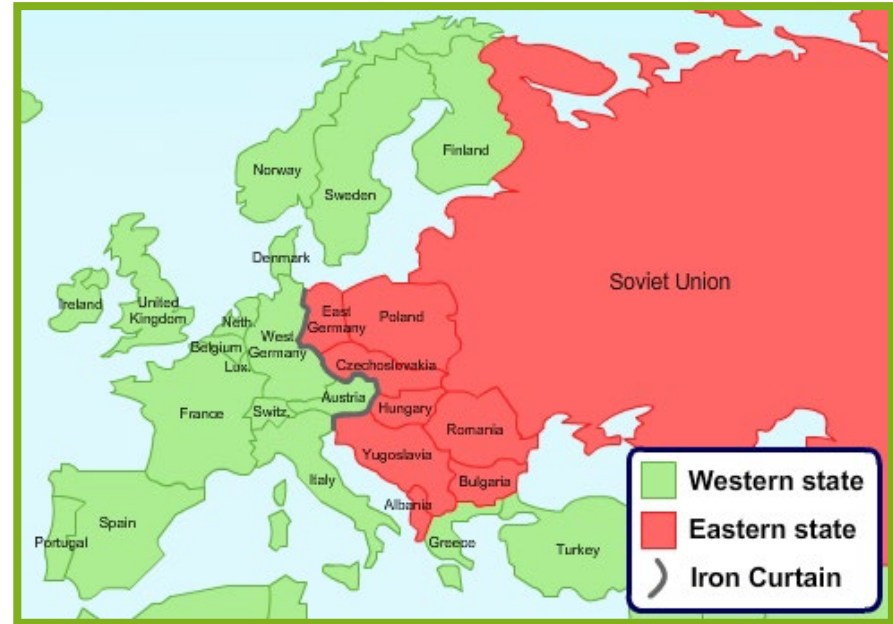 Norway
Sweden
Finland
Denmark
Ireland
United
Kingdom
Neth.
Belgium
Lux.
West
Germany
East
Germany
Poland
Soviet Union
Czechoslovakia
France
Switz.
Austria
Hungary
Romania
Yugoslavia
Italy
Bulgaria
Albania
Portugal
Spain
Greece
Turkey
Western state
Eastern state
Iron Curtain